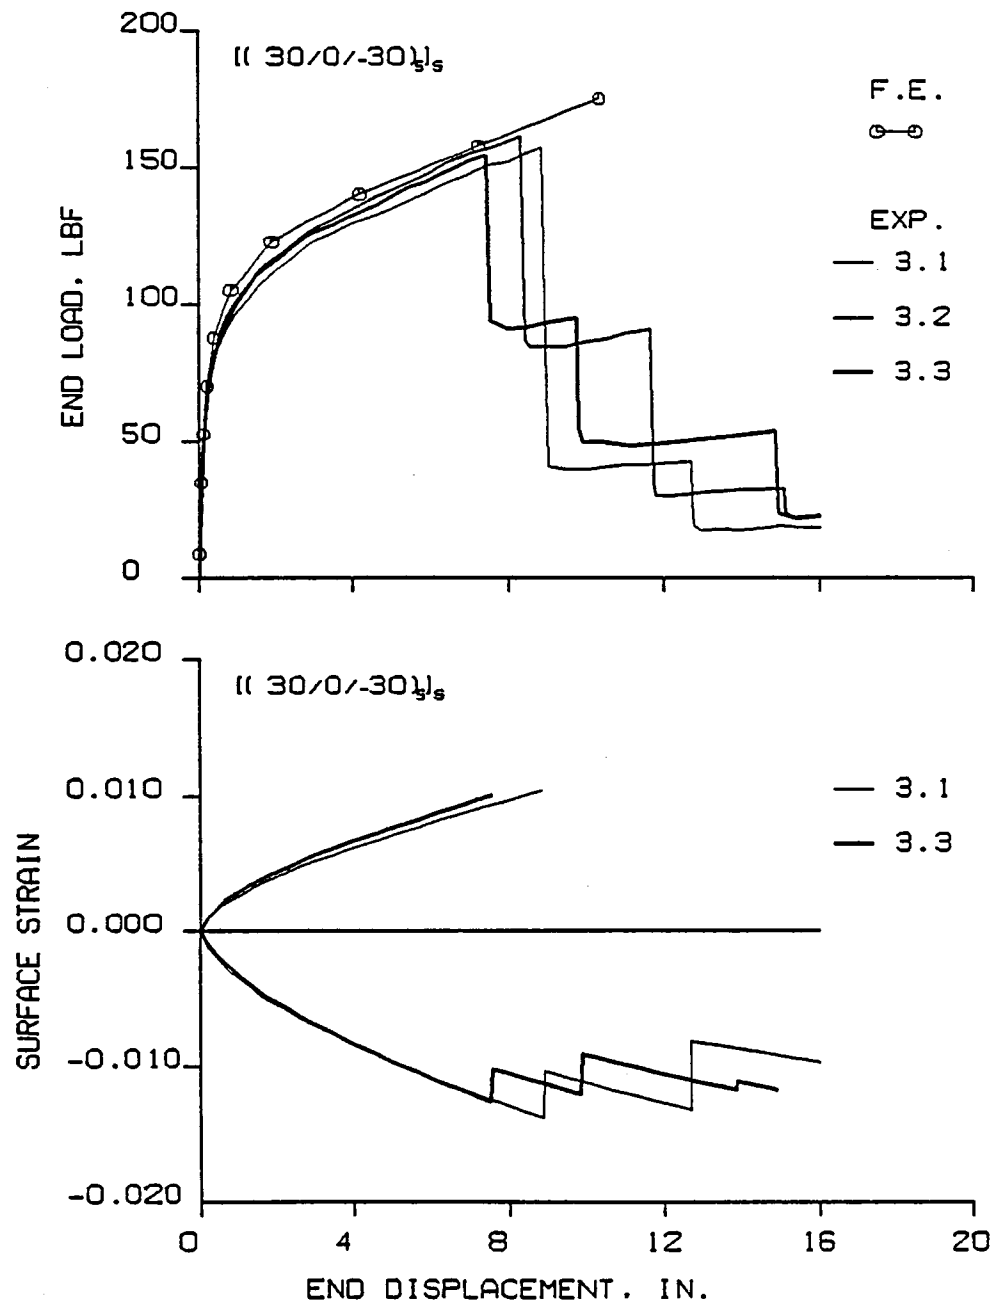 200
[( 30/0/-30)s]s
F.E.
150
EXP.
3.1
100
3.2
3.3
50
0
END LOAD, LBF
0.020
[( 30/0/-30)s]s
0.010
3.1
3.3
0.000
-0.010
-0.020
SURFACE STRAIN
0 4 8 12 16 20
END DISPLACEMENT, IN.